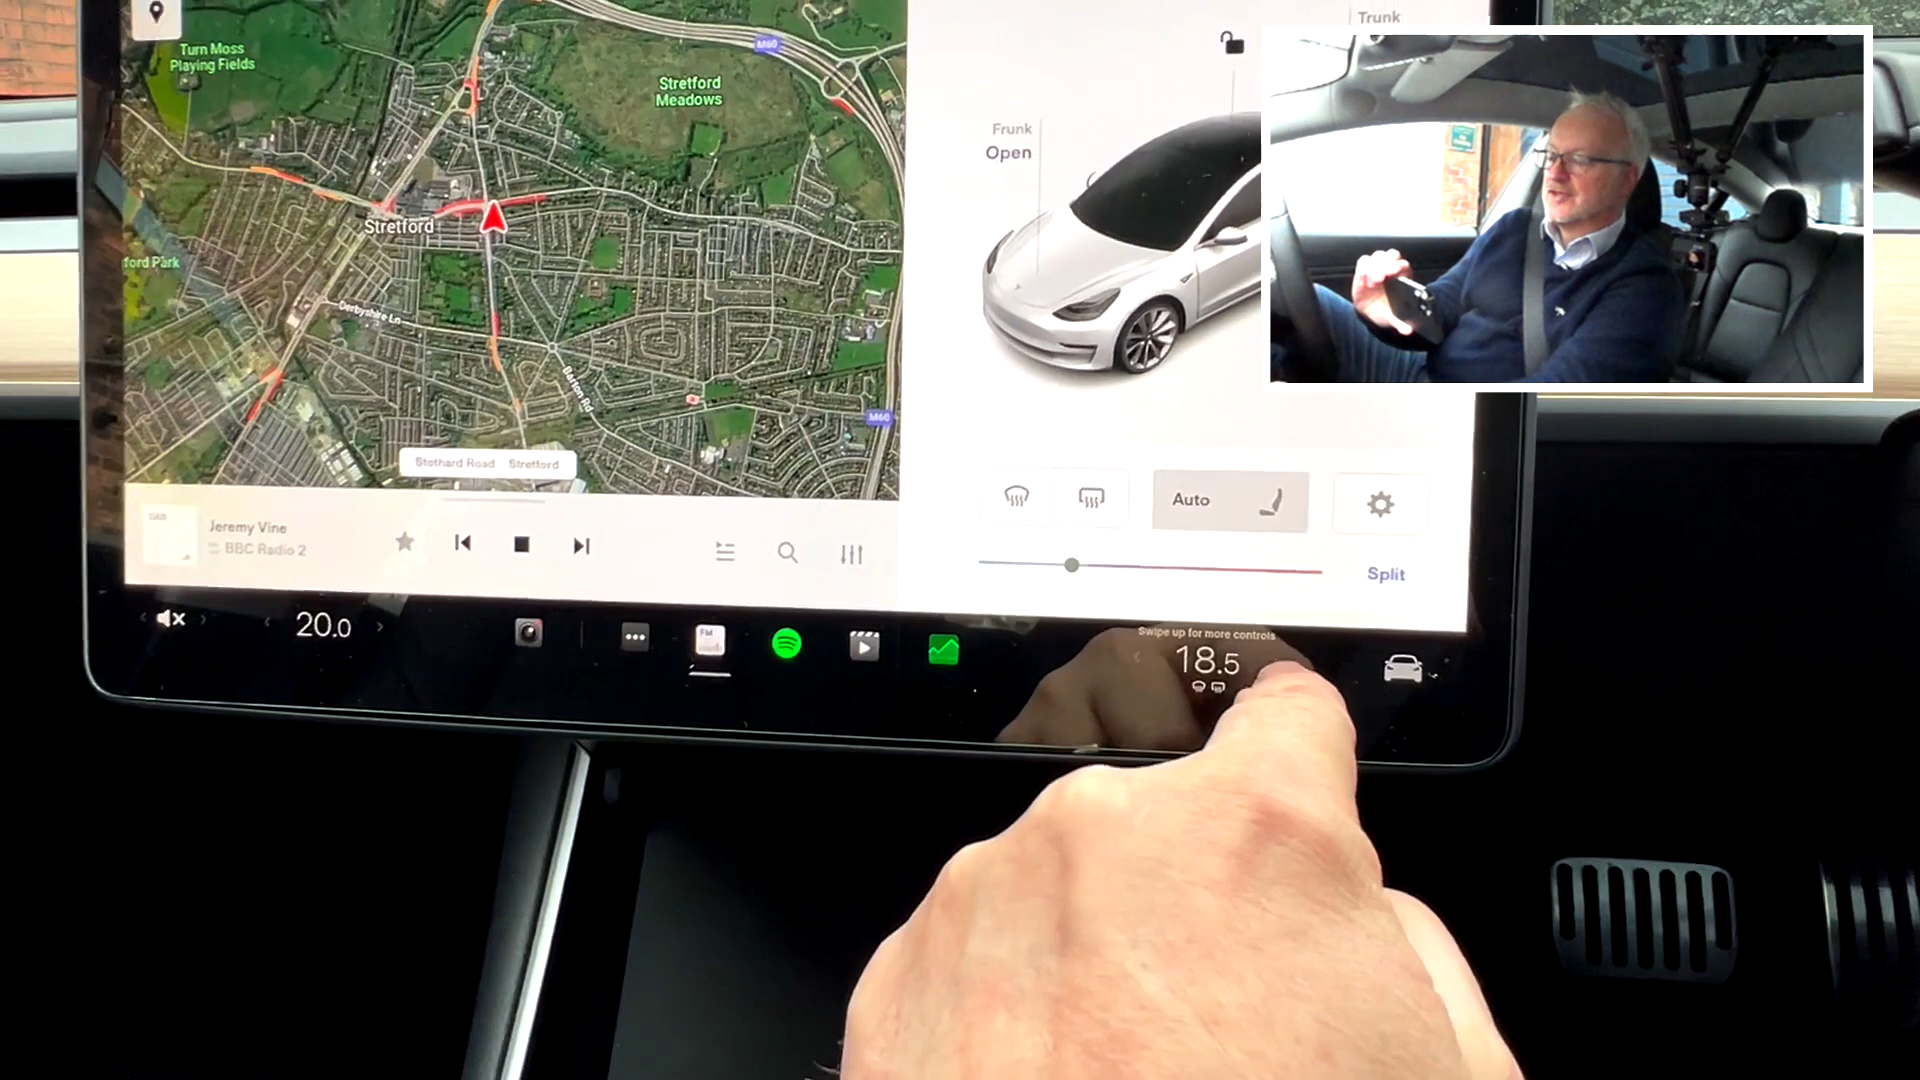 Turn Moss
Playing Fields
M60
Stretford
Meadows
Trunk
Frunk
Open
Stretford
ford Park
Derbyshire Ln
Barton Rd
M60
Stothard Road Stretford
Auto
Jeremy Vine
BBC Radio 2
Split
20.0
FM
Swipe up for more controls
18.5